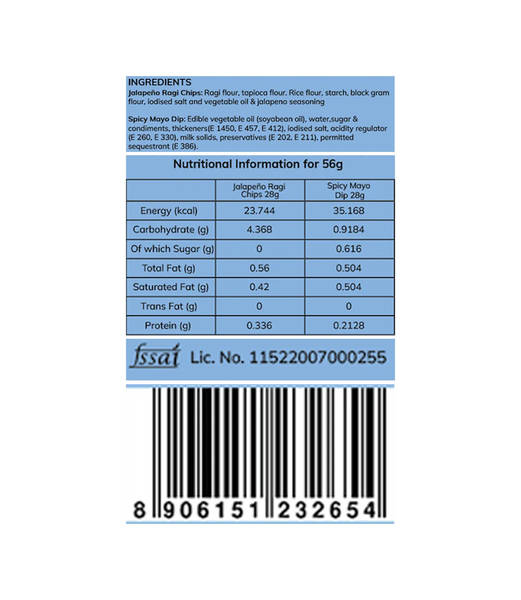 INGREDIENTS
Jalapeño Ragi Chips: Ragi flour, tapioca flour. Rice flour, starch, black gram
flour, iodised salt and vegetable oil & jalapeno seasoning
Spicy Mayo Dip: Edible vegetable oil (soyabean oil), water,sugar &
condiments, thickeners(E 1450, E 457, E 412), iodised salt, acidity regulator
(E 260, E 330), milk solids, preservatives (E 202, E 211), permitted
sequestrant (E 386).
Nutritional Information for 56g
Jalapeño Ragi Chips 28g Spicy Mayo Dip 28g
Energy (kcal) 23.744 35.168
Carbohydrate (g) 4.368 0.9184
Of which Sugar (g) 0 0.616
Total Fat (g) 0.56 0.504
Saturated Fat (g) 0.42 0.504
Trans Fat (g) 0 0
Protein (g) 0.336 0.2128
fssai Lic. No. 11522007000255
8 906151 232654